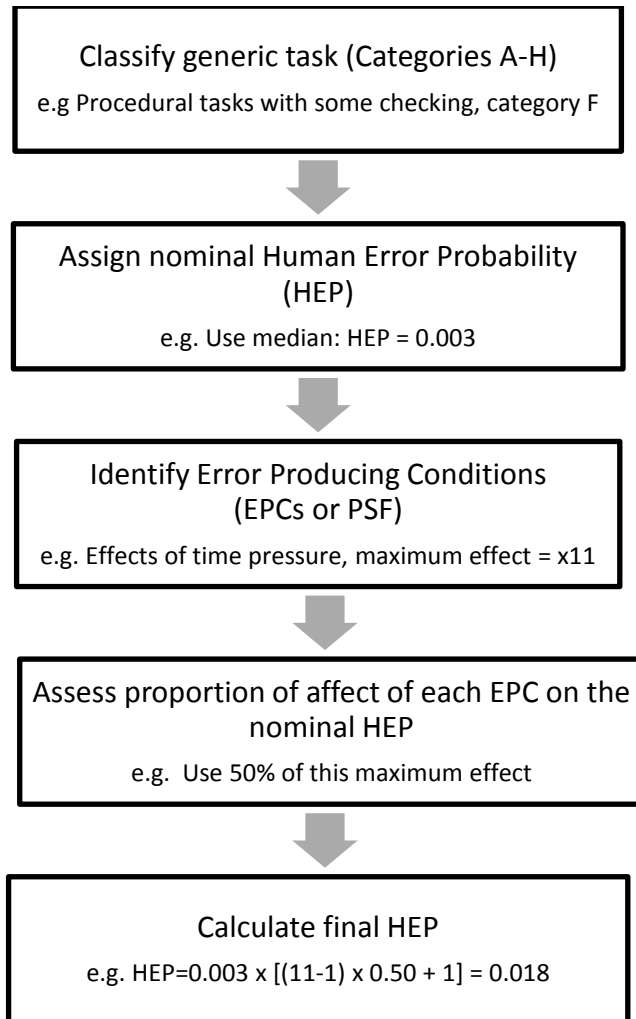 Classify generic task (Categories A-H)
e.g Procedural tasks with some checking, category F
Assign nominal Human Error Probability
(HEP)
e.g. Use median: HEP = 0.003
Identify Error Producing Conditions
(EPCs or PSF)
e.g. Effects of time pressure, maximum effect = x11
Assess proportion of affect of each EPC on the
nominal HEP
e.g. Use 50% of this maximum effect
Calculate final HEP
e.g. HEP=0.003 x [(11-1) x 0.50 + 1] = 0.018